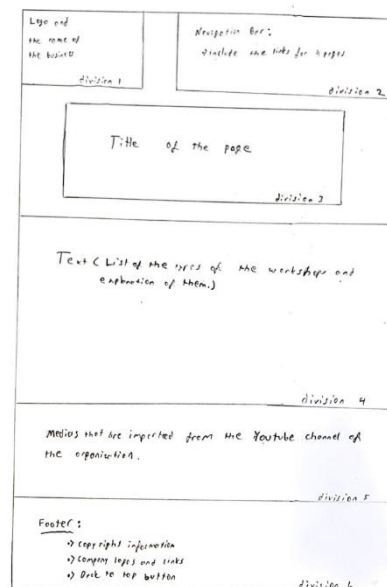 Logo and
the name of
the business
division 1
Navigation Bar:
include the links for 4 pages
division 2
Title of the page
division 3
Text ( List of the types of the workshops and
explanation of them.)
division 4
Medias that are imported from the Youtube channel of
the organization.
division 5
Footer:
-> Copyright information
-> Company logos and links
-> Back to top button
division 6